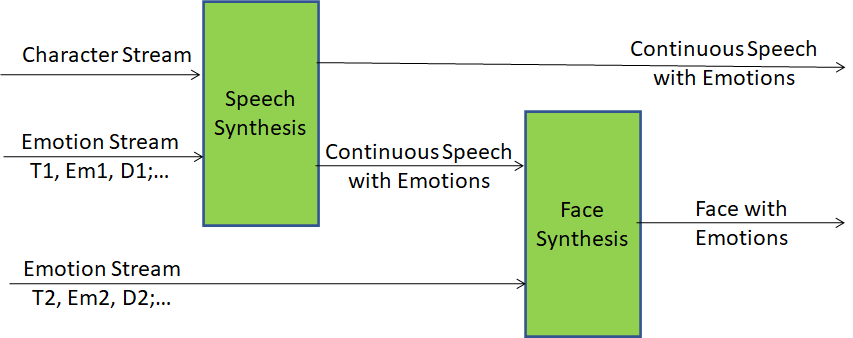 Character Stream
Continuous Speech
with Emotions
Speech
Synthesis
Emotion Stream
T1, Em1, D1;...
Continuous Speech
with Emotions
Face
Synthesis
Face with
Emotions
Emotion Stream
T2, Em2, D2;...